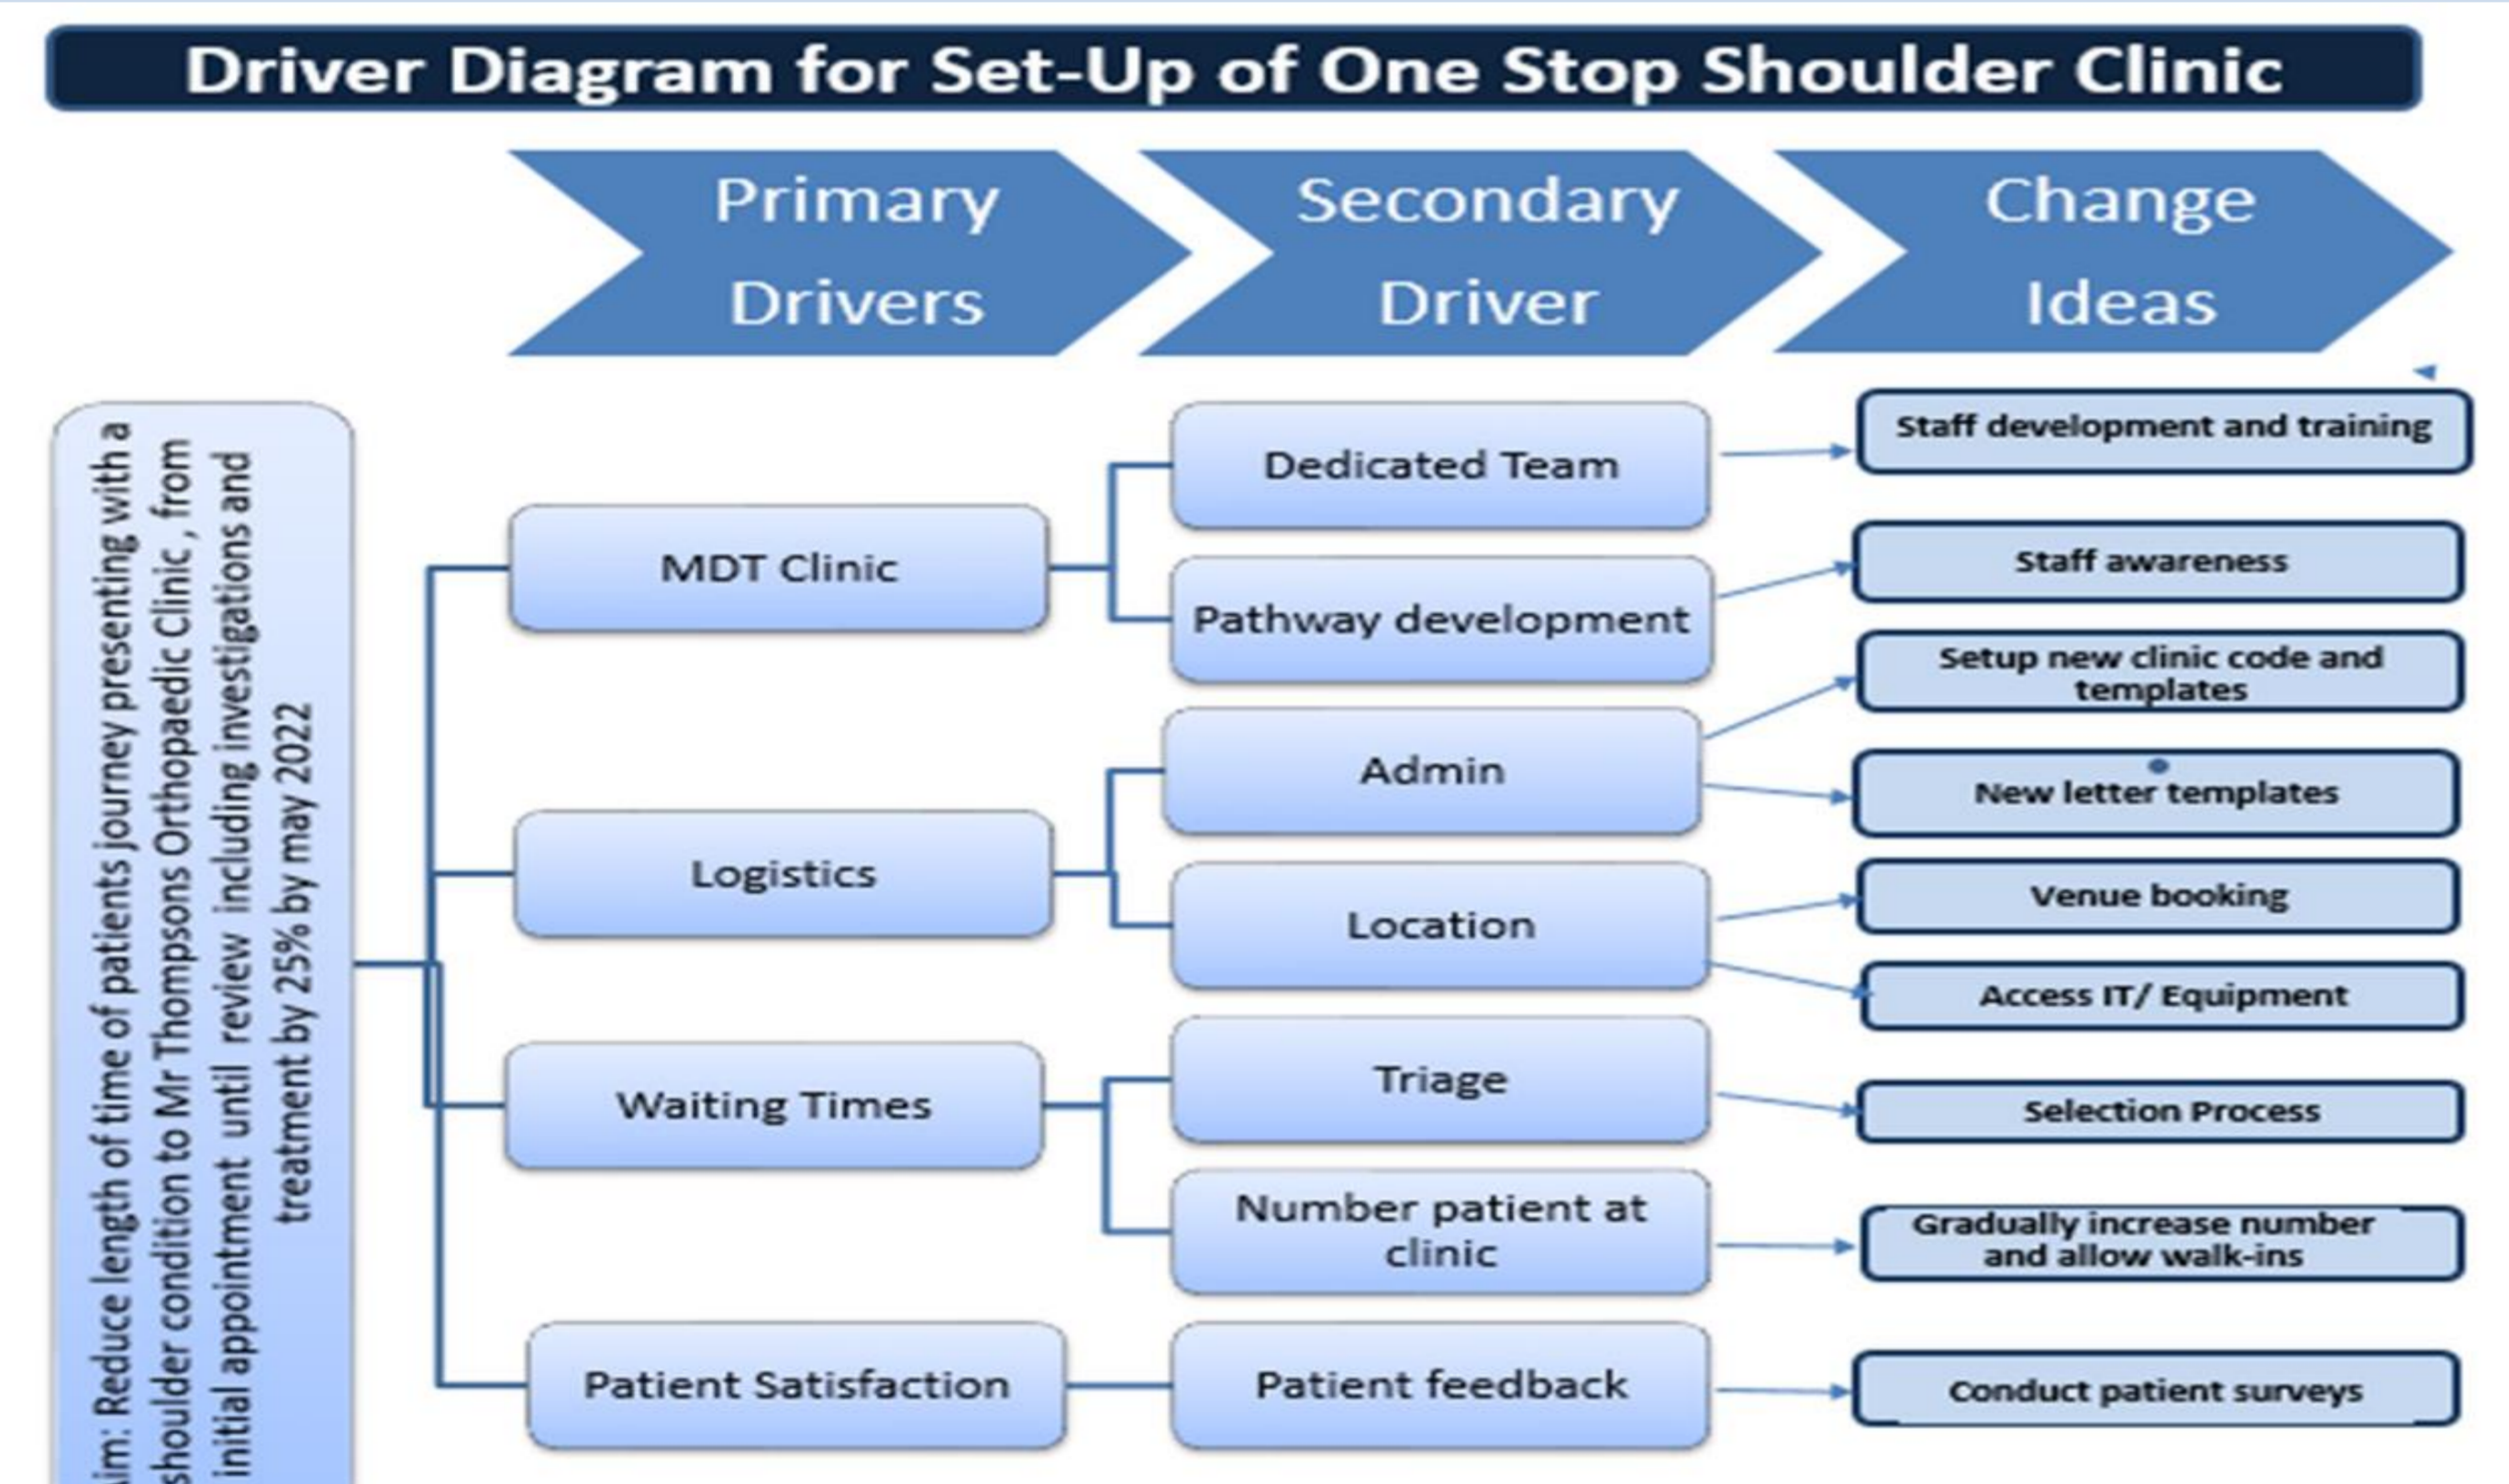 Driver Diagram for Set-Up of One Stop Shoulder Clinic
Primary
Drivers
Secondary
Driver
Change
Ideas
Aim: Reduce length of time of patients journey presenting with a
shoulder condition to Mr Thompsons Orthopaedic Clinic , from
initial appointment until review including investigations and
treatment by 25% by may 2022
MDT Clinic
Logistics
Waiting Times
Patient Satisfaction
Dedicated Team
Pathway development
Admin
Location
Triage
Number patient at
clinic
Patient feedback
Staff development and training
Staff awareness
Setup new clinic code and
templates
New letter templates
Venue booking
Access IT/ Equipment
Selection Process
Gradually increase number
and allow walk-ins
Conduct patient surveys